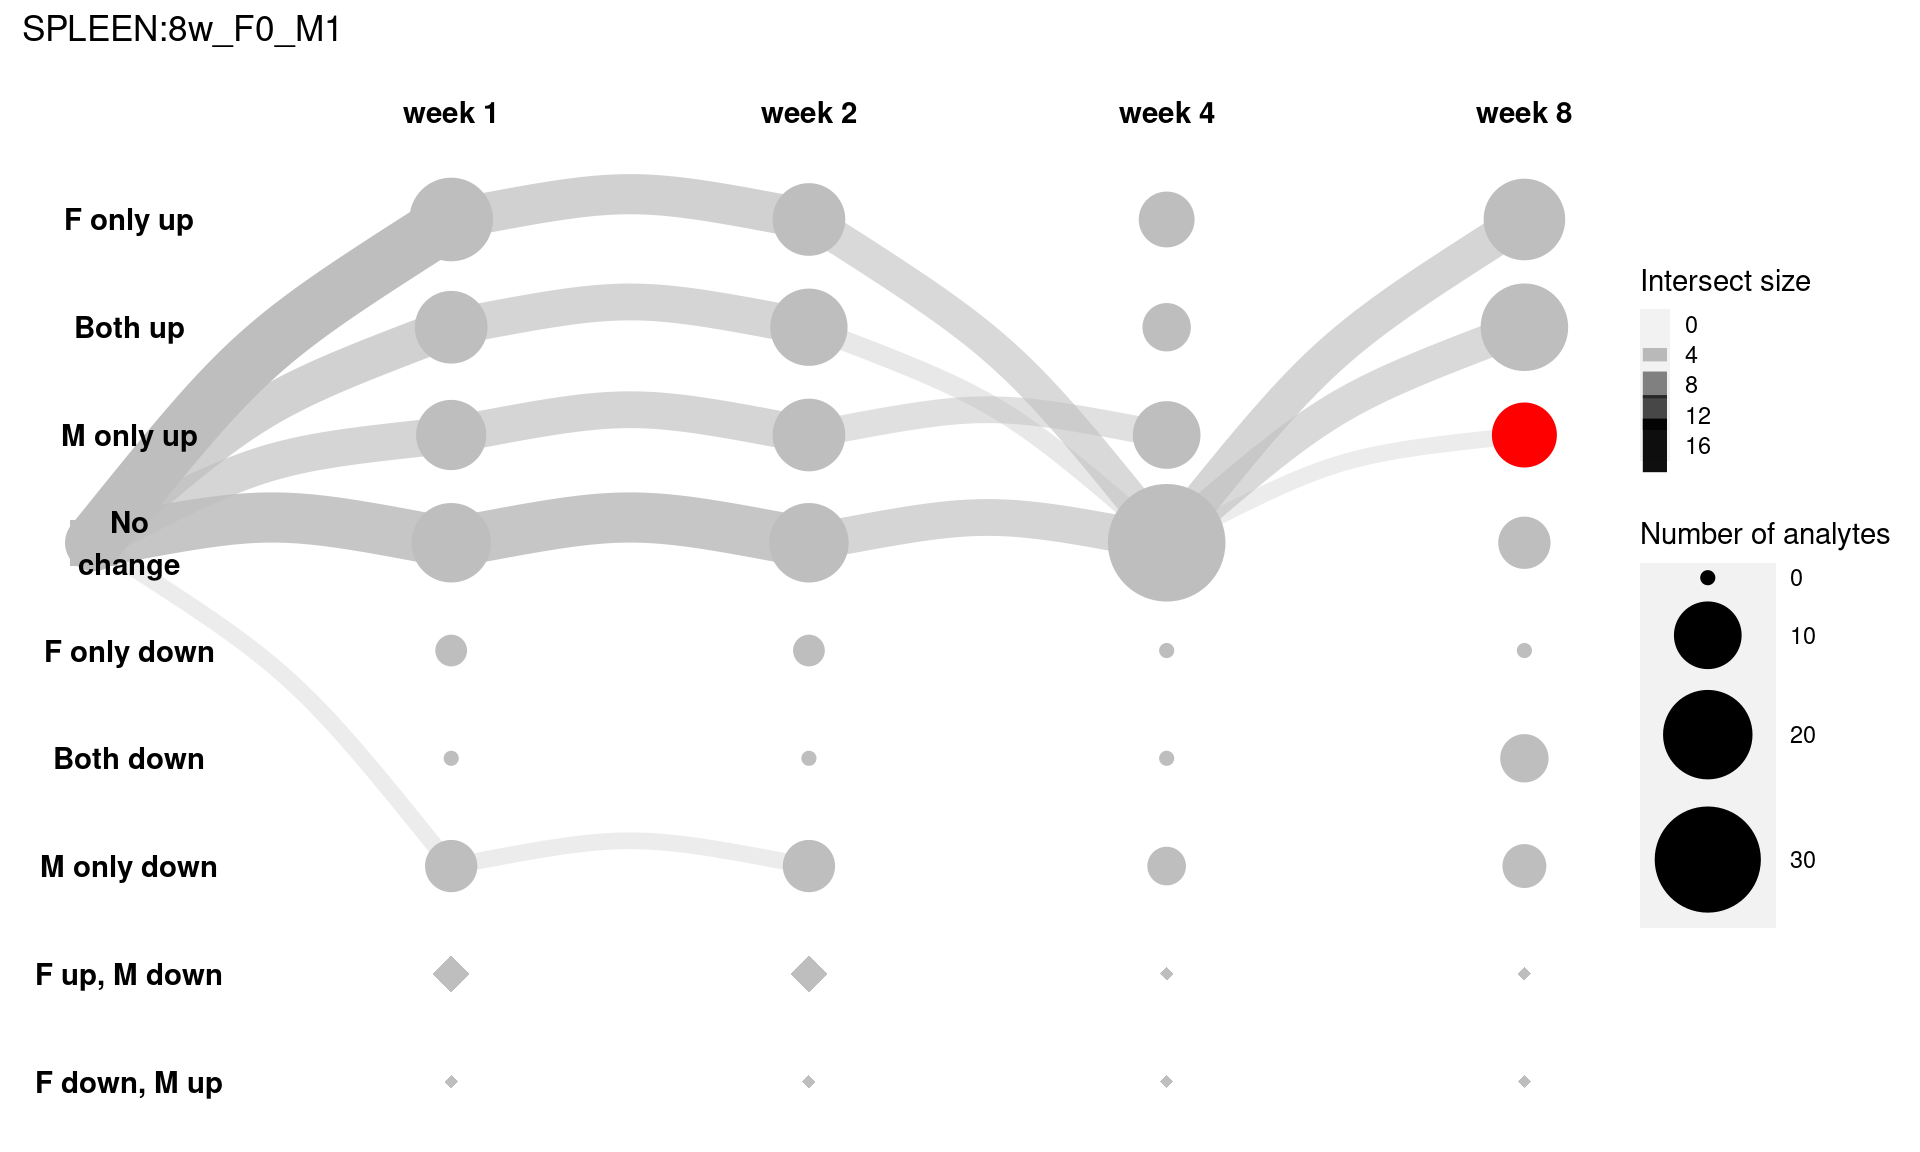 SPLEEN:8w_F0_M1
week 1
week 2
week 4
week 8
F only up
Both up
M only up
No
change
F only down
Both down
M only down
F up, M down
F down, M up
Intersect size
0
4
8
12
16
Number of analytes
0
10
20
30